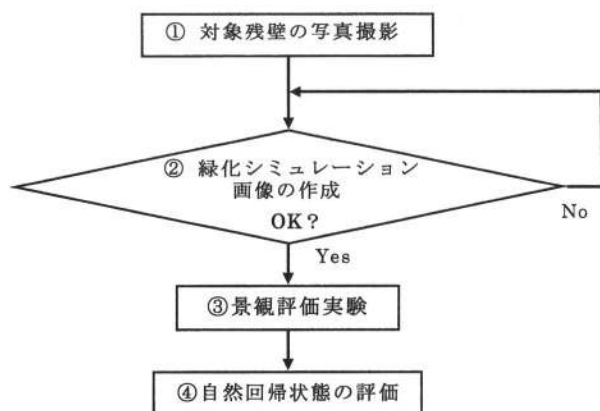 ① 対象残壁の写真撮影
② 緑化シミュレーション
画像の作成
OK？
No
Yes
③景観評価実験
④自然回帰状態の評価